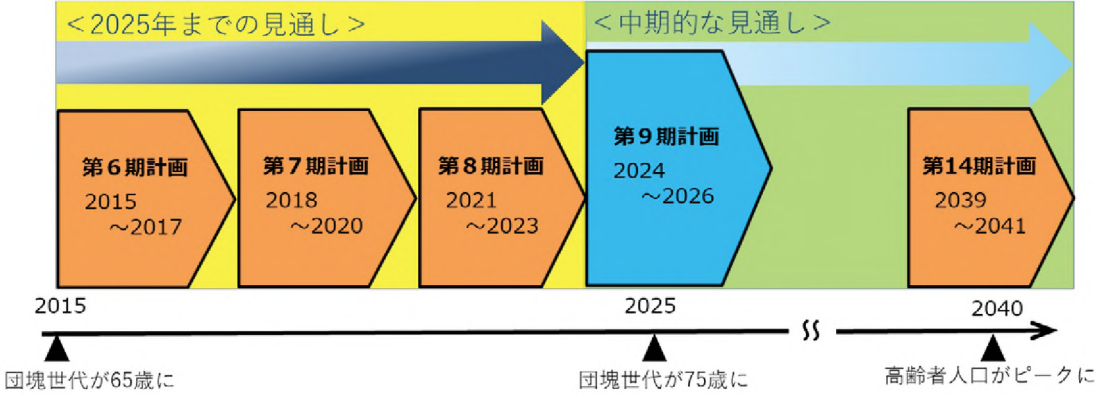 ＜2025年までの見通し＞
＜中期的な見通し＞
第６期計画
2015
～2017
第７期計画
2018
～2020
第８期計画
2021
～2023
第９期計画
2024
～2026
第14期計画
2039
～2041
2015
2025
2040
団塊世代が65歳に
団塊世代が75歳に
高齢者人口がピークに